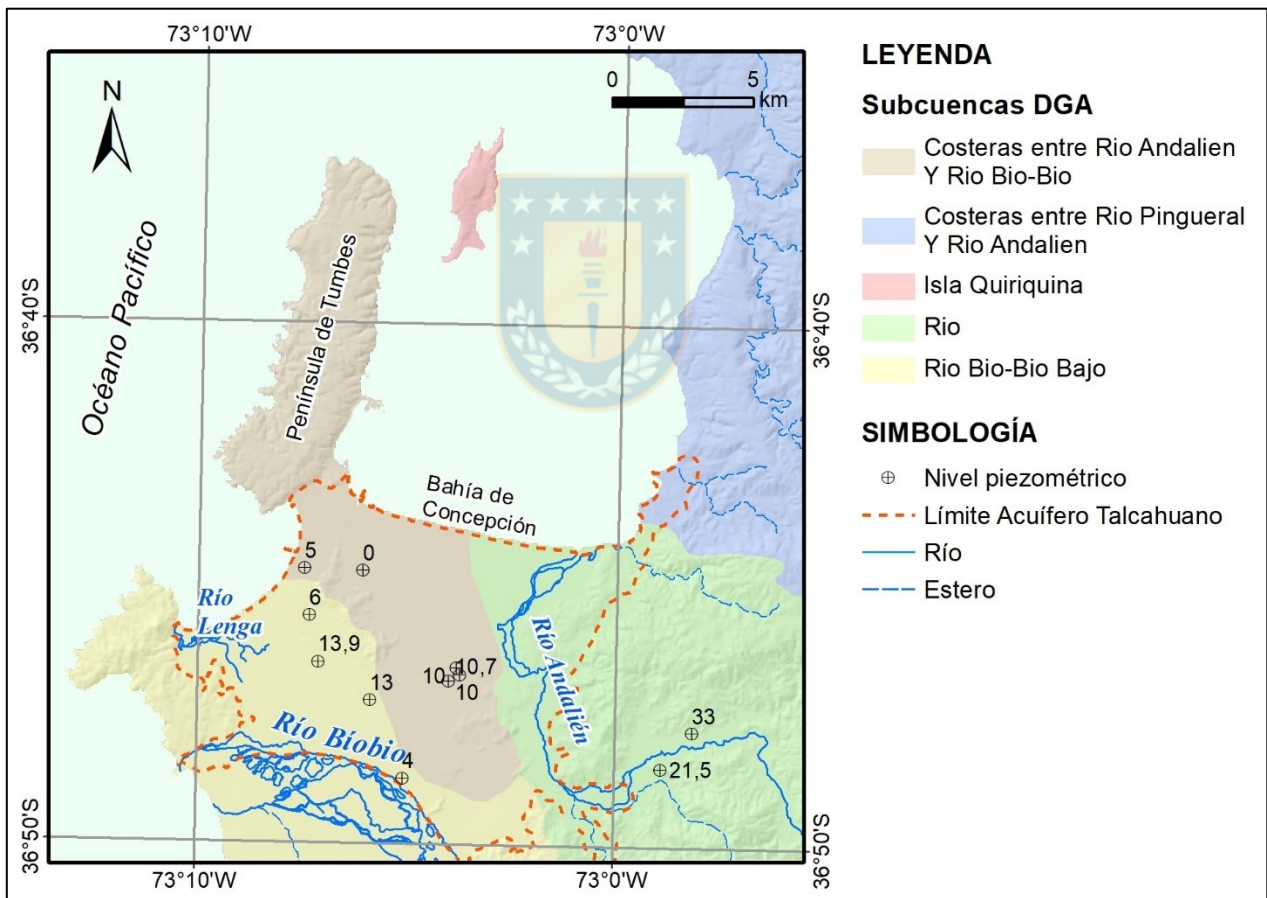 73°10'W
73°0'W
N
0
5
km
36°40'S
36°40'S
Océano Pacífico
Península de Tumbes
Bahía de
Concepción
5
0
6
Río
Lenga
13,9
13
10
10,7
10
Río Andalién
Río Bíobio
4
33
21,5
36°50'S
36°50'S
73°10'W
73°0'W
LEYENDA
Subcuencas DGA
Costeras entre Rio Andalien
Y Rio Bio-Bio
Costeras entre Rio Pingueral
Y Rio Andalien
Isla Quiriquina
Rio
Rio Bio-Bio Bajo
SIMBOLOGÍA
Nivel piezométrico
Límite Acuífero Talcahuano
Río
Estero